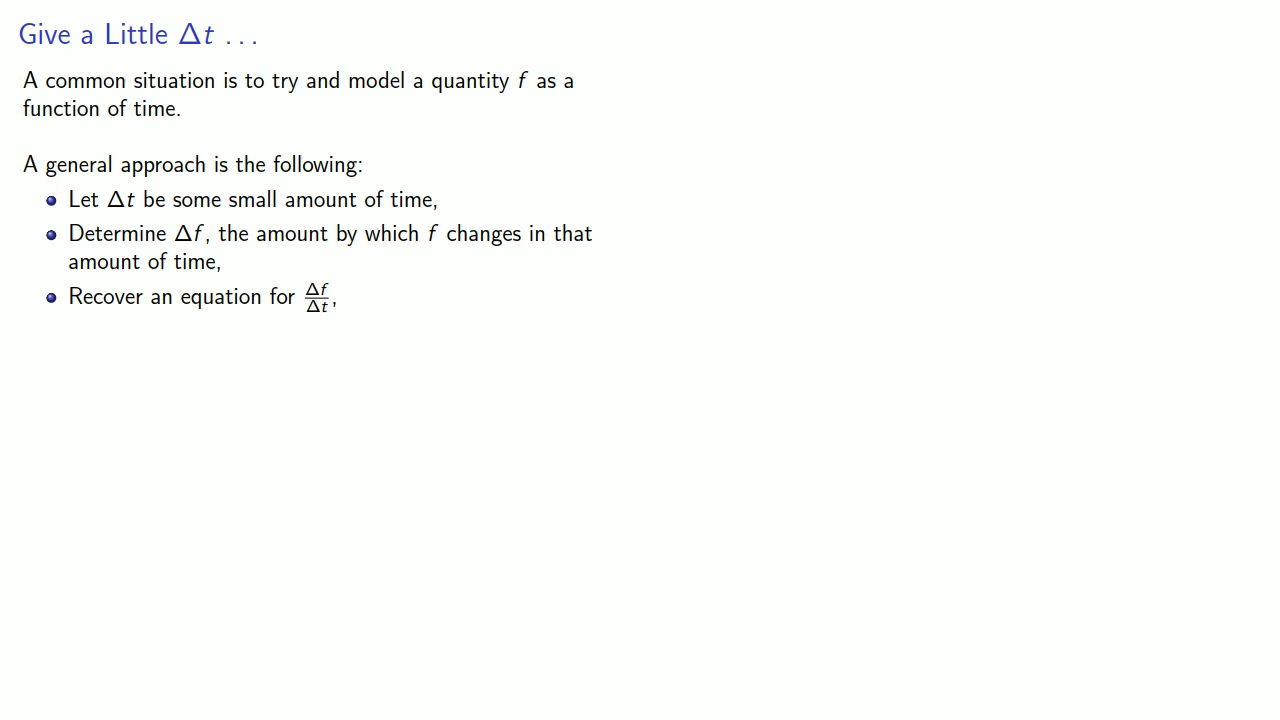 Give a Little Δt ...
A common situation is to try and model a quantity f as a
function of time.
A general approach is the following:
Let Δt be some small amount of time,
Determine Δf, the amount by which f changes in that
amount of time,
Recover an equation for Δf/Δt,